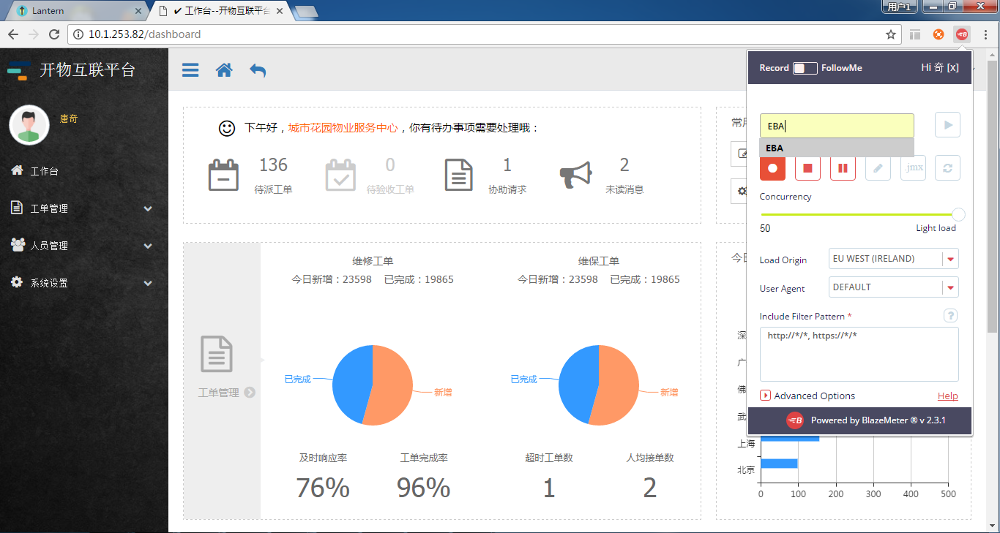 Lantern
✔ 工作台--开物互联平台
用户1
10.1.253.82/dashboard
开物互联平台
唐奇
工作台
工单管理
人员管理
系统设置
下午好，城市花园物业服务中心，你有待办事项需要处理哦：
136
待派工单
0
待验收工单
1
协助请求
2
未读消息
工单管理
维修工单
今日新增：23598 已完成：19865
已完成
新增
维保工单
今日新增：23598 已完成：19865
已完成
新增
及时响应率
76%
工单完成率
96%
超时工单数
1
人均接单数
2
常用
今日
深
广
佛
武
上海
北京
0 100 200 300 400 500
Record FollowMe
Hi 奇 [x]
EBA
EBA
.jmx
Concurrency
50
Light load
Load Origin
EU WEST (IRELAND)
User Agent
DEFAULT
Include Filter Pattern *
?
http://*/*, https://*/*
Advanced Options
Help
Powered by BlazeMeter ® v 2.3.1